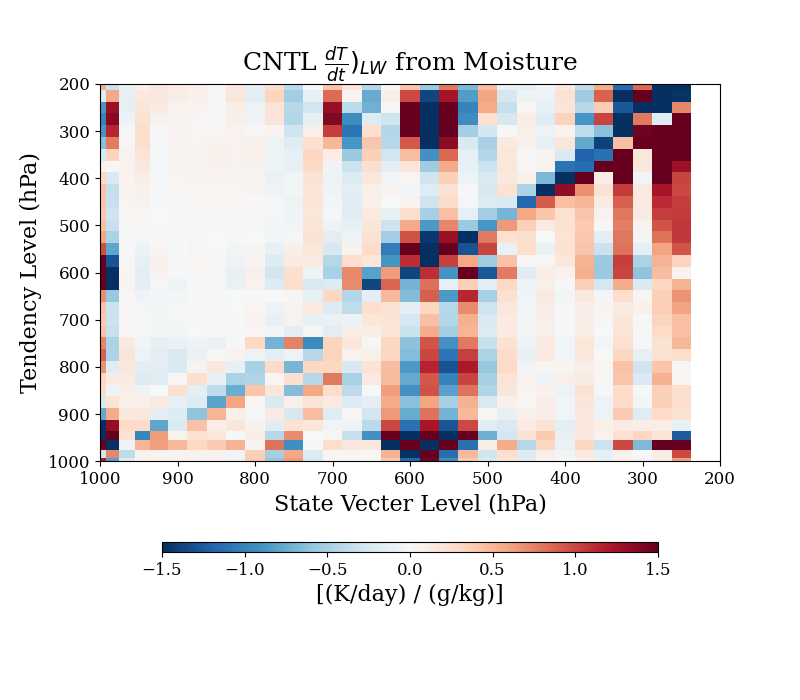 CNTL $\frac{dT}{dt})_{LW}$ from Moisture
Tendency Level (hPa)
200
300
400
500
600
700
800
900
1000
1000 900 800 700 600 500 400 300 200
State Vecter Level (hPa)
−1.5 −1.0 −0.5 0.0 0.5 1.0 1.5
[(K/day) / (g/kg)]